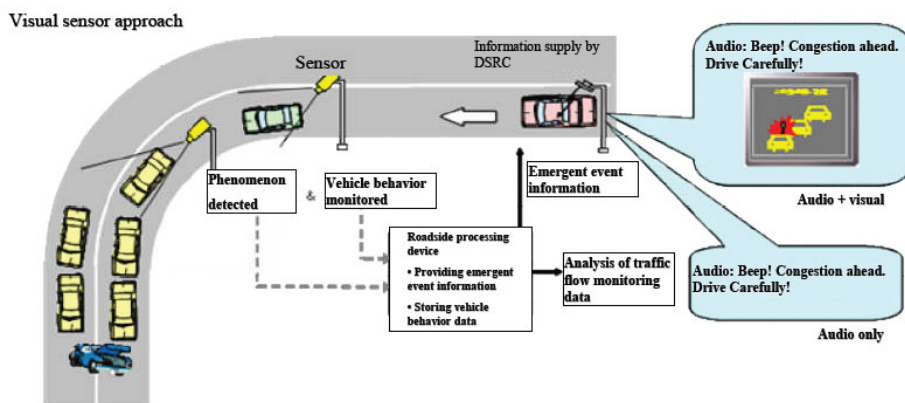 Visual sensor approach
Sensor
Information supply by
DSRC
Audio: Beep! Congestion ahead.
Drive Carefully!
Audio + visual
Phenomenon
detected
&
Vehicle behavior
monitored
Emergent event
information
Roadside processing
device
• Providing emergent
event information
• Storing vehicle
behavior data
Analysis of traffic
flow monitoring
data
Audio: Beep! Congestion ahead.
Drive Carefully!
Audio only